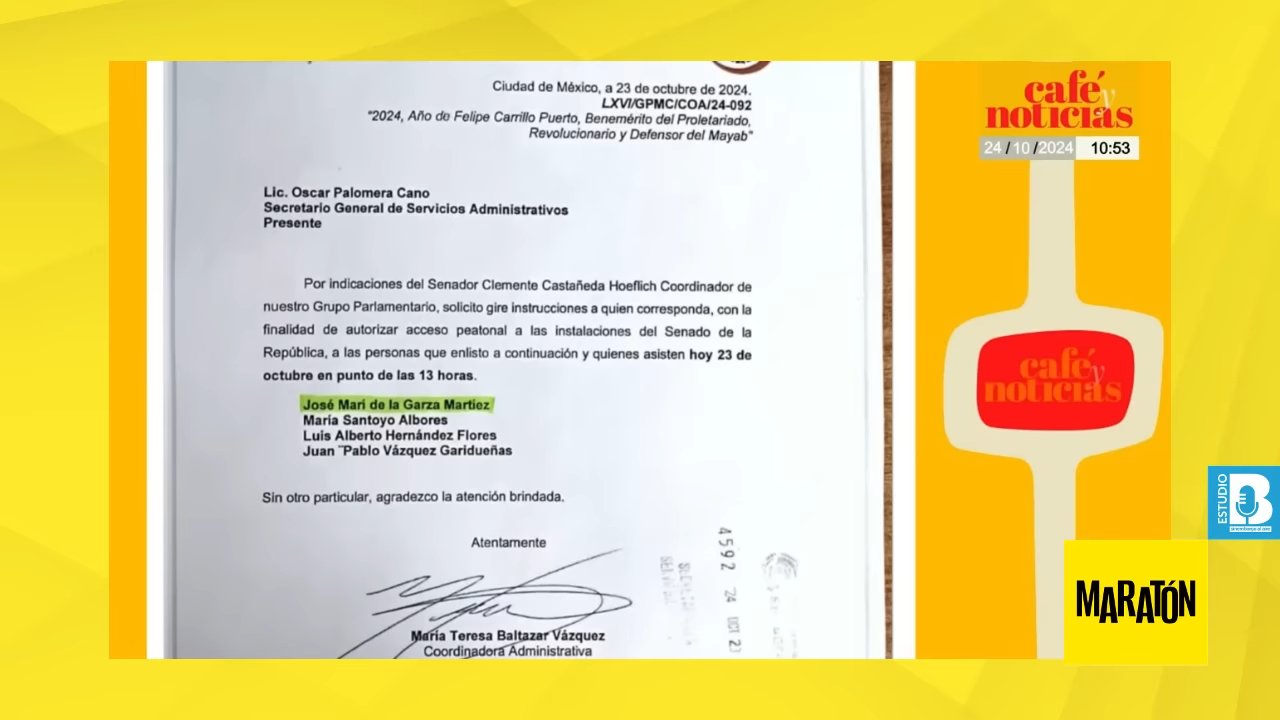 Ciudad de México, a 23 de octubre de 2024.
LXVI/GPMC/COA/24-092
"2024, Año de Felipe Carrillo Puerto, Benemérito del Proletariado,
Revolucionario y Defensor del Mayab"
Lic. Oscar Palomera Cano
Secretario General de Servicios Administrativos
Presente
Por indicaciones del Senador Clemente Castañeda Hoeflich Coordinador de
nuestro Grupo Parlamentario, solicito gire instrucciones a quien corresponda, con la
finalidad de autorizar acceso peatonal a las instalaciones del Senado de la
República, a las personas que enlisto a continuación y quienes asisten hoy 23 de
octubre en punto de las 13 horas.
José Mari de la Garza Martiez
María Santoyo Albores
Luis Alberto Hernández Flores
Juan ¨Pablo Vázquez Garidueñas
Sin otro particular, agradezco la atención brindada.
Atentamente
María Teresa Baltazar Vázquez
Coordinadora Administrativa
4592 24 OCT 23
café y
noticias
24 / 10 / 2024 10:53
café y
noticias
ESTUDIO B
MARATÓN